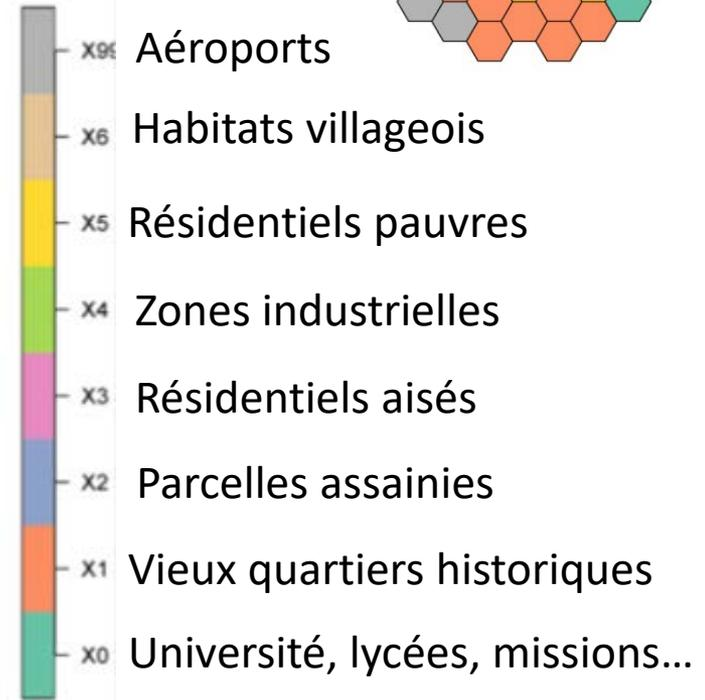 X99 Aéroports
X6 Habitats villageois
X5 Résidentiels pauvres
X4 Zones industrielles
X3 Résidentiels aisés
X2 Parcelles assainies
X1 Vieux quartiers historiques
X0 Université, lycées, missions...